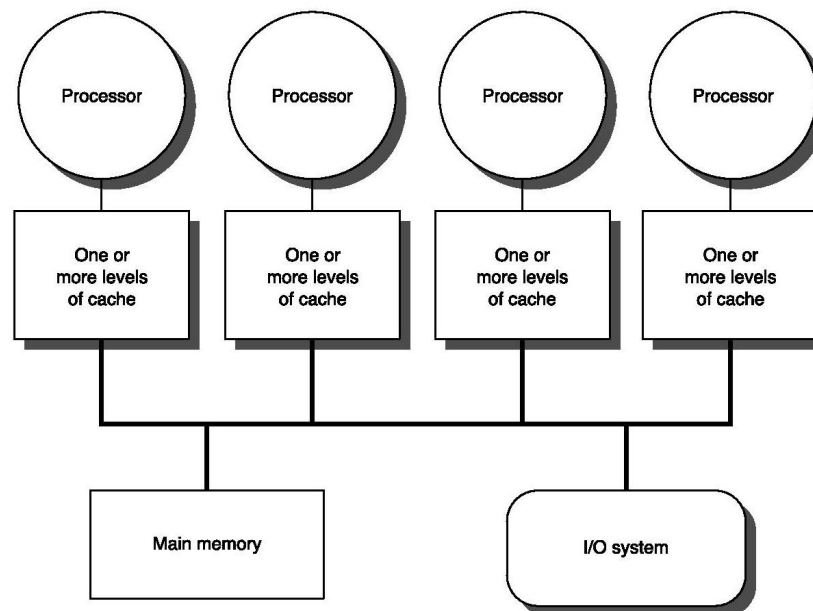 Processor
Processor
Processor
Processor
One or
more levels
of cache
One or
more levels
of cache
One or
more levels
of cache
One or
more levels
of cache
Main memory
I/O system